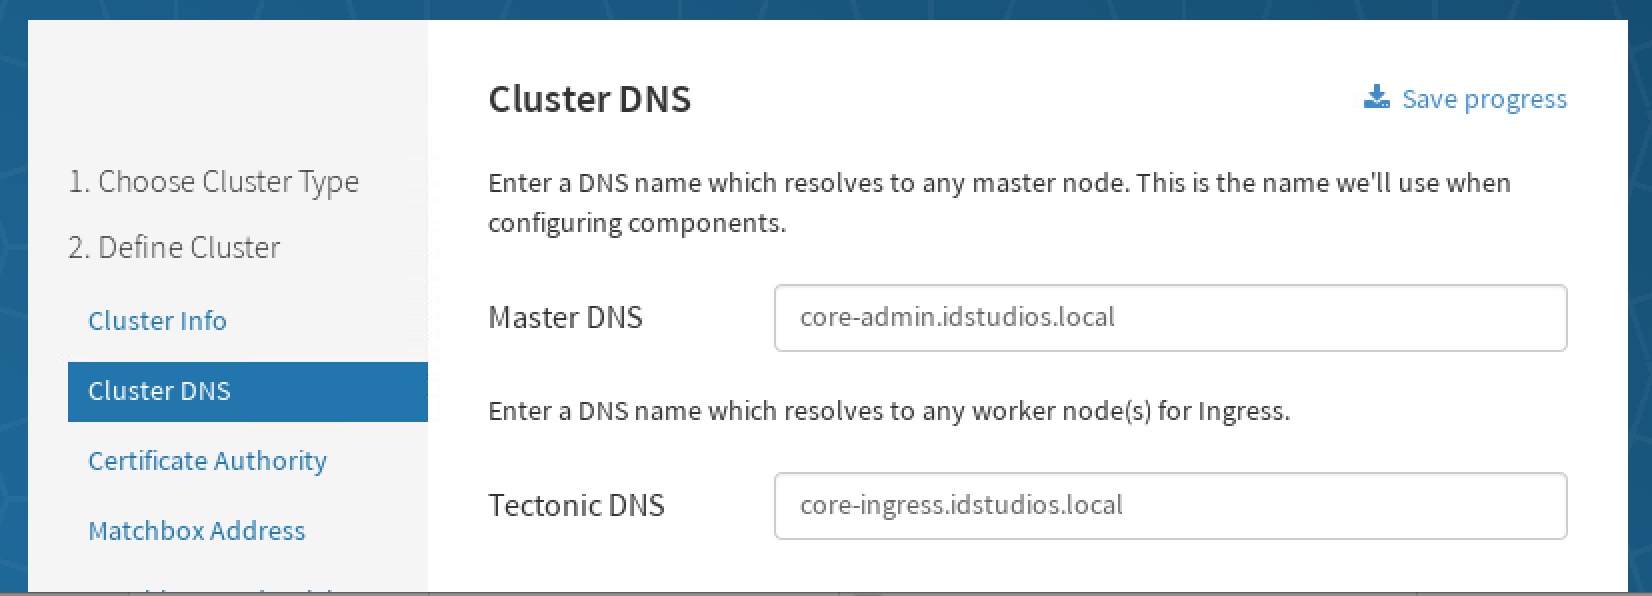 1. Choose Cluster Type
2. Define Cluster
Cluster Info
Cluster DNS
Certificate Authority
Matchbox Address
Cluster DNS
Save progress
Enter a DNS name which resolves to any master node. This is the name we'll use when
configuring components.
Master DNS
core-admin.idstudios.local
Enter a DNS name which resolves to any worker node(s) for Ingress.
Tectonic DNS
core-ingress.idstudios.local